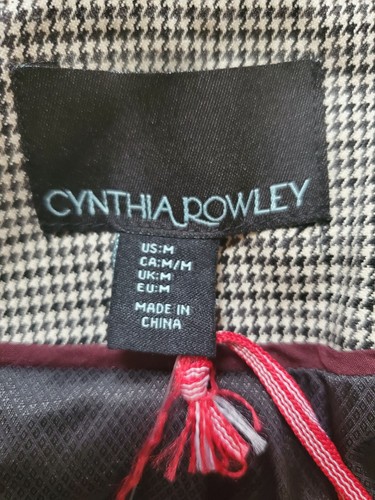 CYNTHIA ROWLEY
US:M
CA:M/M
UK:M
EU:M
MADE IN
CHINA